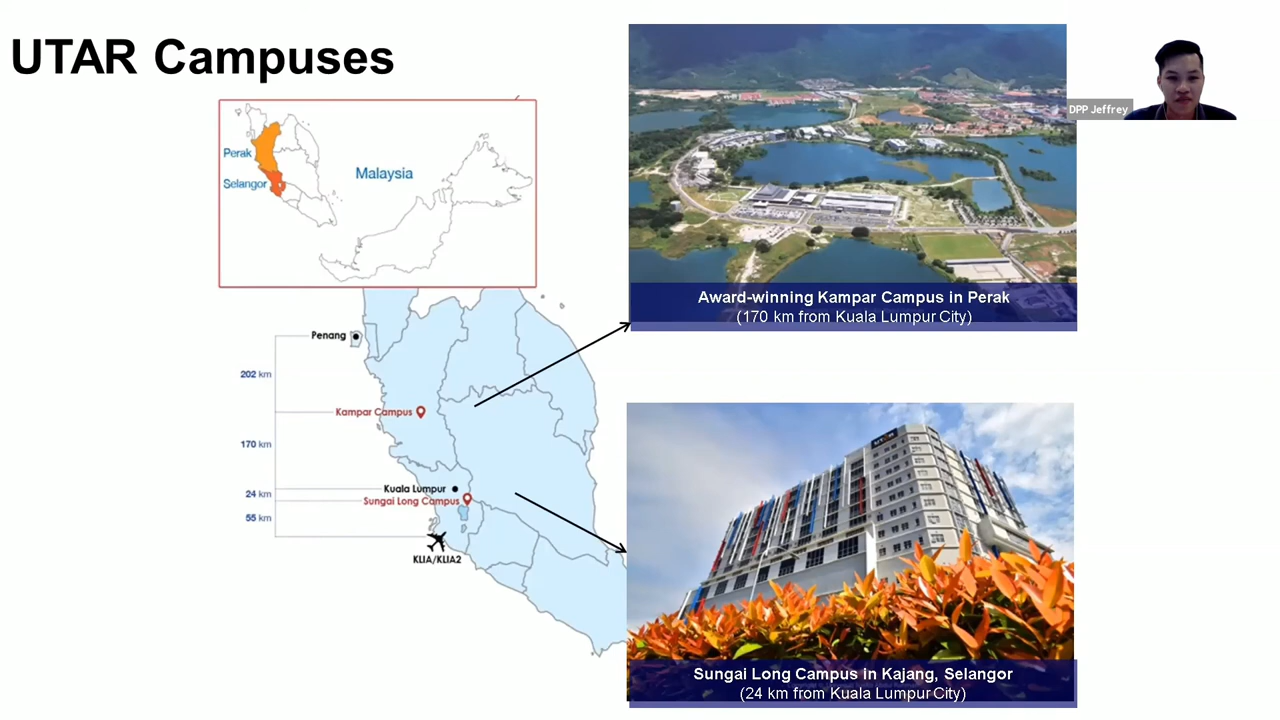 UTAR Campuses
DPP Jeffrey
Perak
Selangor
Malaysia
Award-winning Kampar Campus in Perak
(170 km from Kuala Lumpur City)
Penang
202 km
Kampar Campus
170 km
Kuala Lumpur
24 km
Sungai Long Campus
55 km
KLIA/KLIA2
UTAR
Sungai Long Campus in Kajang, Selangor
(24 km from Kuala Lumpur City)